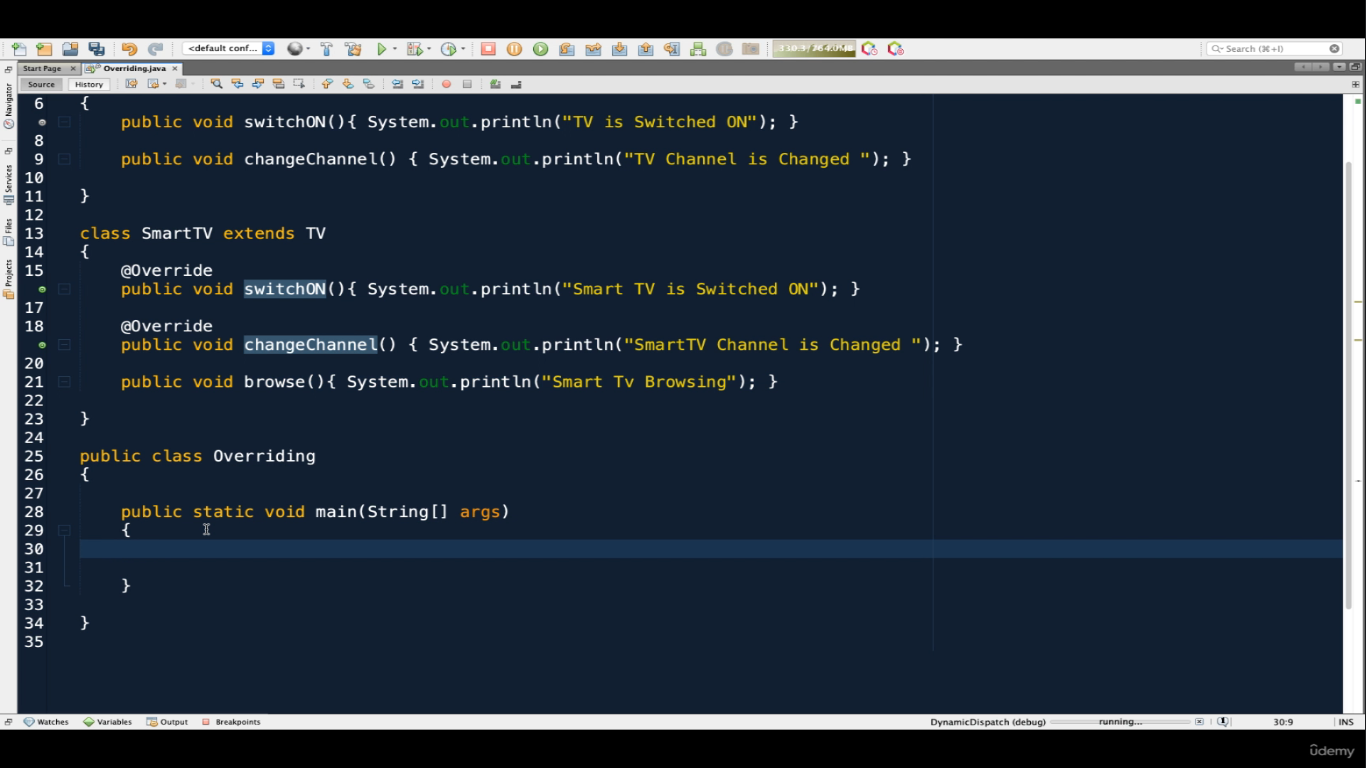 <default conf...
330.3/764.0MB
Search (⌘+I)
Start Page
Overriding.java
Source
History
Navigator
Services
Files
Projects
6 {
public void switchON(){ System.out.println("TV is Switched ON"); }
8
9 public void changeChannel() { System.out.println("TV Channel is Changed "); }
10
11 }
12
13 class SmartTV extends TV
14 {
15 @Override
public void switchON(){ System.out.println("Smart TV is Switched ON"); }
17
18 @Override
public void changeChannel() { System.out.println("SmartTV Channel is Changed "); }
20
21 public void browse(){ System.out.println("Smart Tv Browsing"); }
22
23 }
24
25 public class Overriding
26 {
27
28 public static void main(String[] args)
29 {
30
31
32 }
33
34 }
35
Watches
Variables
Output
Breakpoints
DynamicDispatch (debug)
running...
30:9
INS
ûdemy